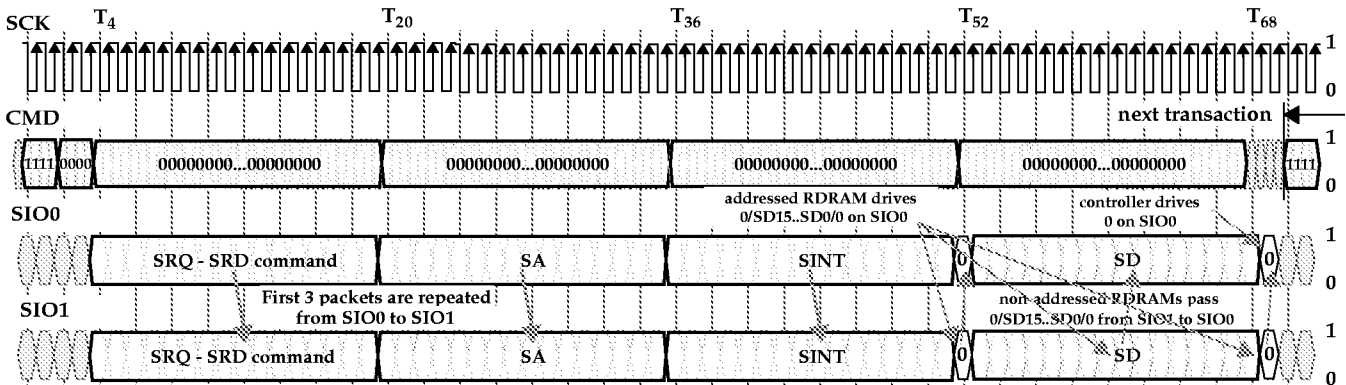 SCK T4 T20 T36 T52 T68 1
0
CMD next transaction 1
1111 0000 00000000...00000000 00000000...00000000 00000000...00000000 00000000...00000000 1111
0
addressed RDRAM drives
0/SD15..SD0/0 on SIO0
controller drives
0 on SIO0
SIO0 1
SRQ - SRD command SA SINT 0 SD 0
0
First 3 packets are repeated
from SIO0 to SIO1
non-addressed RDRAMs pass
0/SD15..SD0/0 from SIO1 to SIO0
SIO1 1
SRQ - SRD command SA SINT 0 SD 0
0